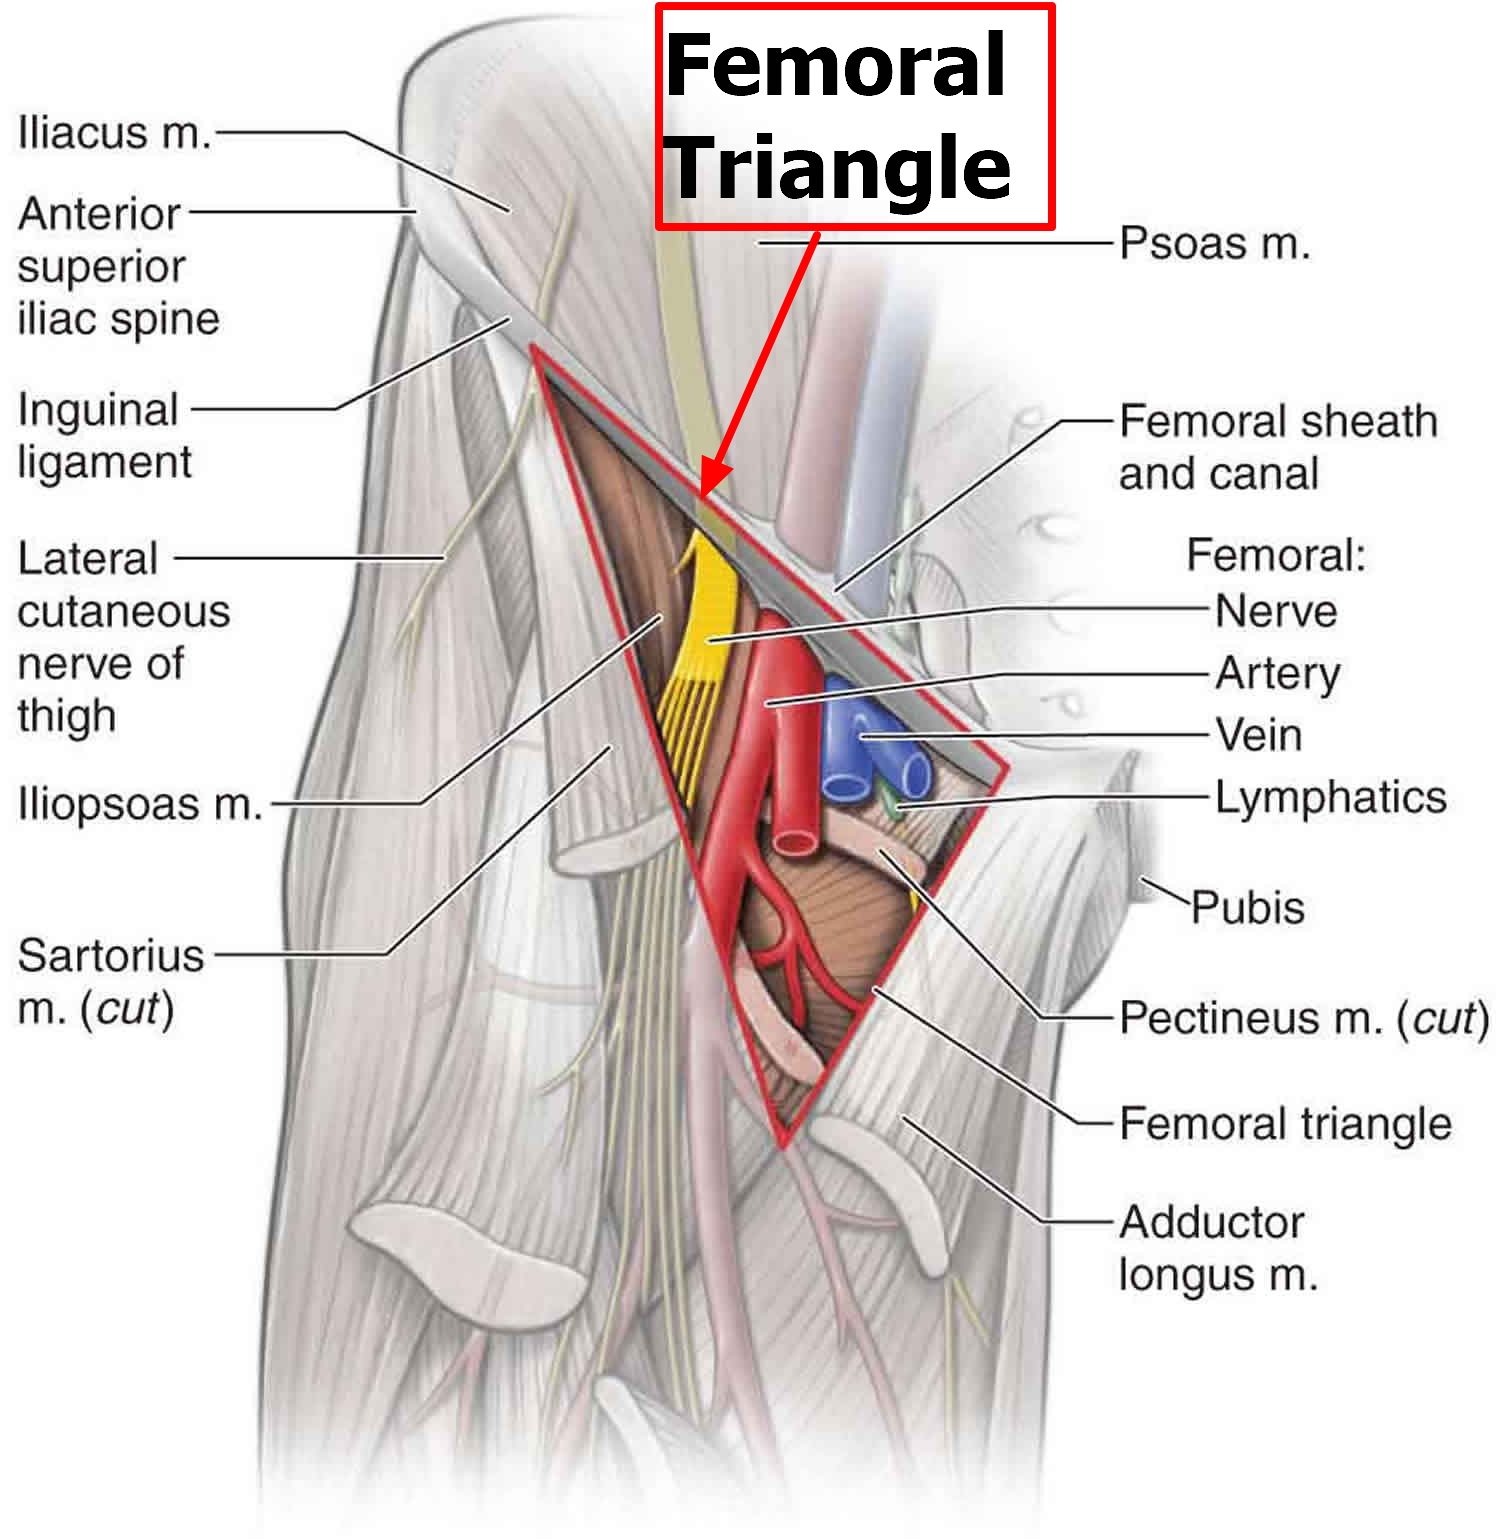 Femoral
Triangle
Iliacus m.
Anterior
superior
iliac spine
Inguinal
ligament
Lateral
cutaneous
nerve of
thigh
Iliopsoas m.
Sartorius
m. (cut)
Psoas m.
Femoral sheath
and canal
Femoral:
Nerve
Artery
Vein
Lymphatics
Pubis
Pectineus m. (cut)
Femoral triangle
Adductor
longus m.